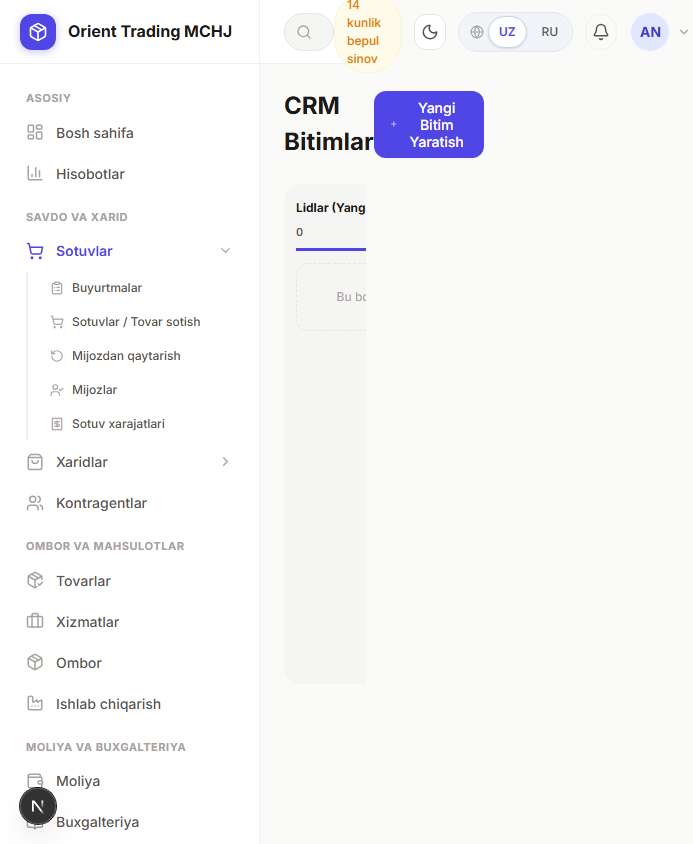 Orient Trading MCHJ
14
kunlik
bepul
sinov
UZ
RU
AN
ASOSIY
Bosh sahifa
Hisobotlar
SAVDO VA XARID
Sotuvlar
Buyurtmalar
Sotuvlar / Tovar sotish
Mijozdan qaytarish
Mijozlar
Sotuv xarajatlari
Xaridlar
Kontragentlar
OMBOR VA MAHSULOTLAR
Tovarlar
Xizmatlar
Ombor
Ishlab chiqarish
MOLIYA VA BUXGALTERIYA
Moliya
Buxgalteriya
N
CRM
Bitimlar
+ Yangi
Bitim
Yaratish
Lidlar (Yang
0
Bu bo